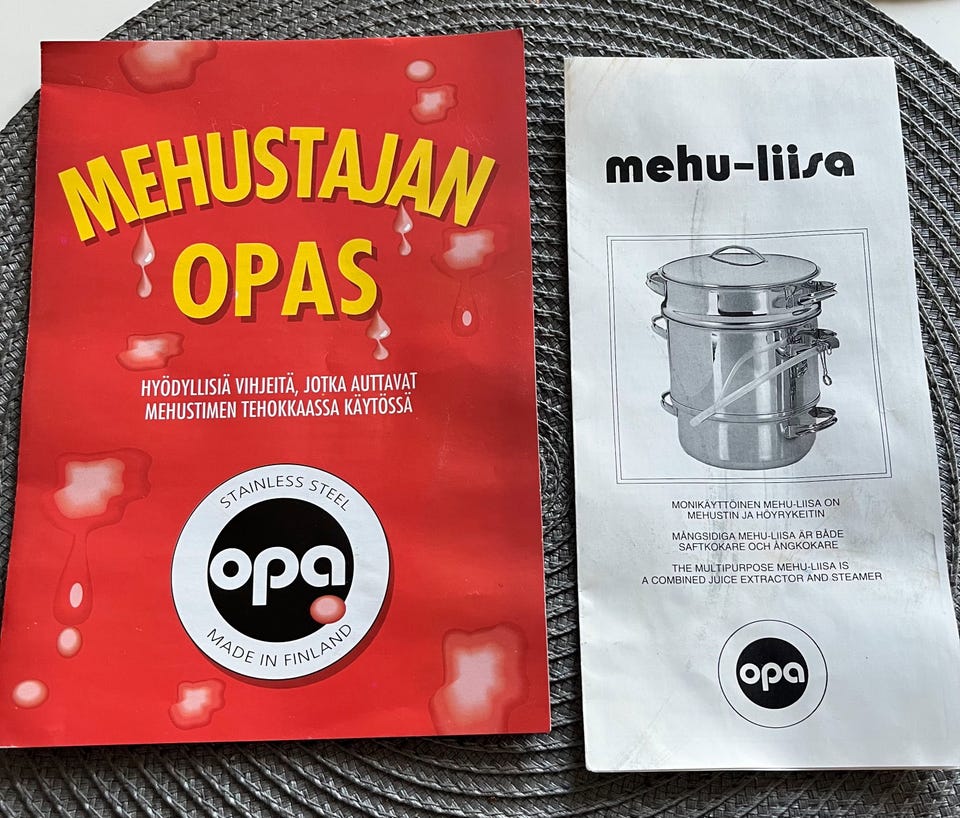 MEHUSTAJAN
OPAS
HYÖDYLLISIÄ VIHJEITÄ, JOTKA AUTTAVAT
MEHUSTIMEN TEHOKKAASSA KÄYTÖSSÄ
STAINLESS STEEL
opa
MADE IN FINLAND
mehu-liisa
MONIKÄYTTÖINEN MEHU-LIISA ON
MEHUSTIN JA HÖYRYKEITIN
MÅNGSIDIGA MEHU-LIISA ÄR BÅDE
SAFTKOKARE OCH ÅNGKOKARE
THE MULTIPURPOSE MEHU-LIISA IS
A COMBINED JUICE EXTRACTOR AND STEAMER
opa